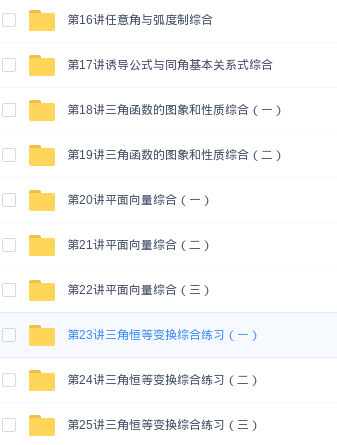 第16讲任意角与弧度制综合
第17讲诱导公式与同角基本关系式综合
第18讲三角函数的图象和性质综合（一）
第19讲三角函数的图象和性质综合（二）
第20讲平面向量综合（一）
第21讲平面向量综合（二）
第22讲平面向量综合（三）
第23讲三角恒等变换综合练习（一）
第24讲三角恒等变换综合练习（二）
第25讲三角恒等变换综合练习（三）